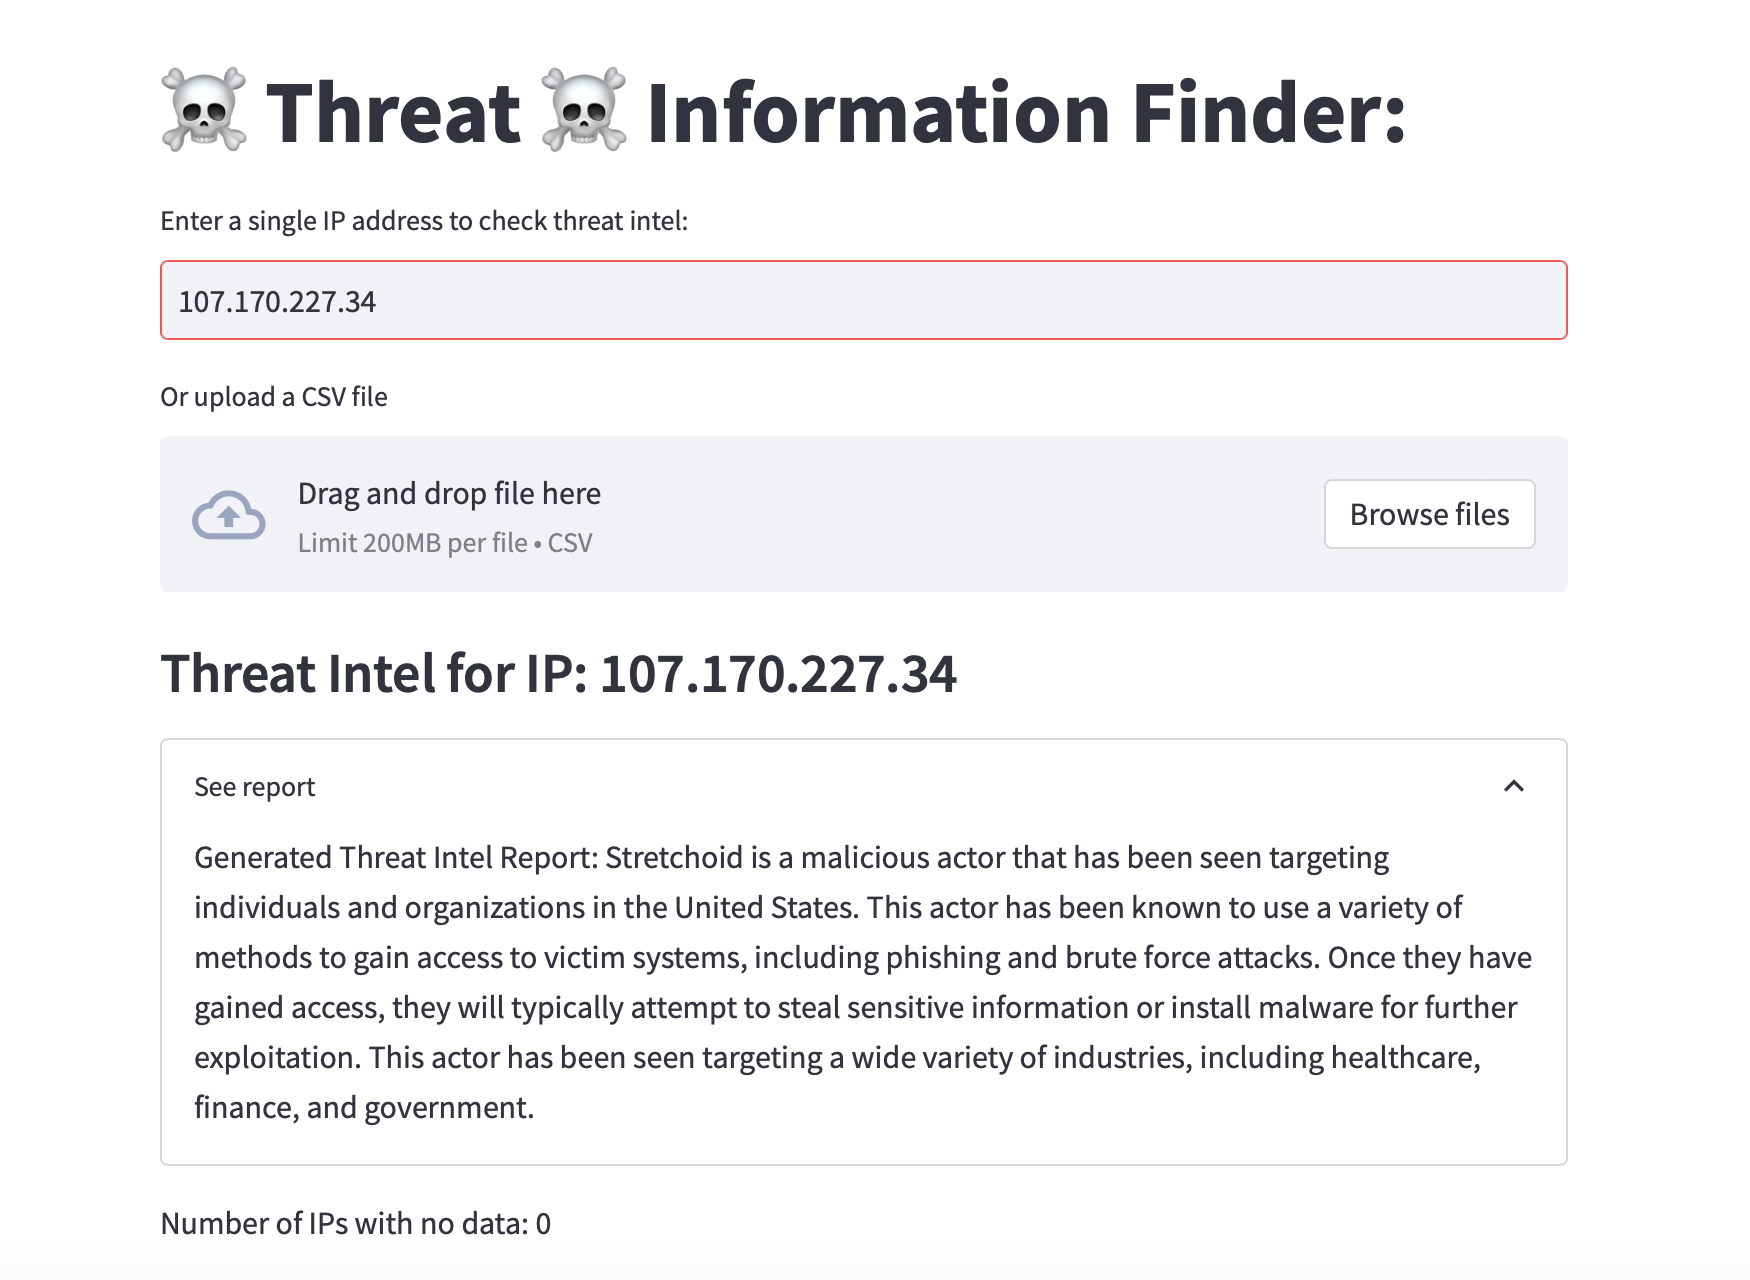 ☠️ Threat ☠️ Information Finder:
Enter a single IP address to check threat intel:
107.170.227.34
Or upload a CSV file
Drag and drop file here
Limit 200MB per file • CSV
Browse files
Threat Intel for IP: 107.170.227.34
See report
Generated Threat Intel Report: Stretchoid is a malicious actor that has been seen targeting
individuals and organizations in the United States. This actor has been known to use a variety of
methods to gain access to victim systems, including phishing and brute force attacks. Once they have
gained access, they will typically attempt to steal sensitive information or install malware for further
exploitation. This actor has been seen targeting a wide variety of industries, including healthcare,
finance, and government.
Number of IPs with no data: 0